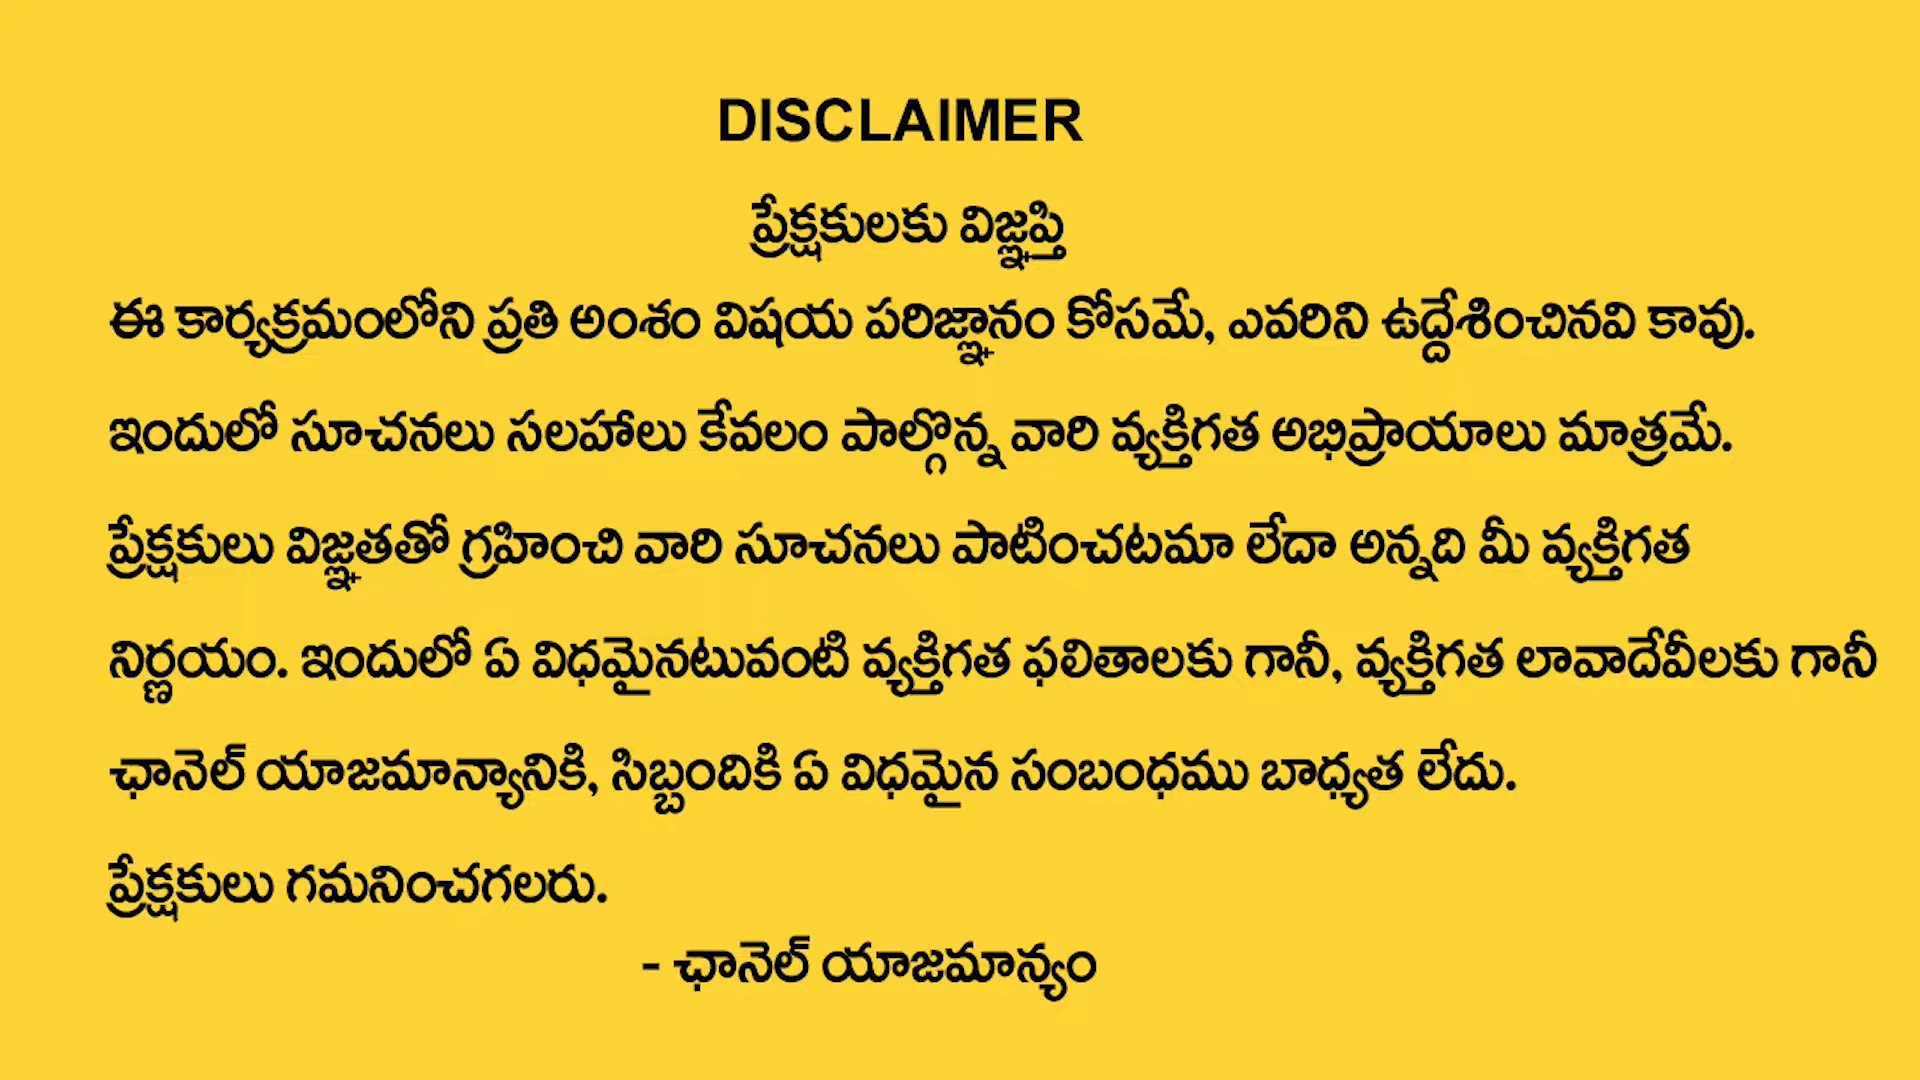 DISCLAIMER
ప్రేక్షకులకు విజ్ఞప్తి
ఈ కార్యక్రమంలోని ప్రతి అంశం విషయ పరిజ్ఞానం కోసమే, ఎవరిని ఉద్దేశించినవి కావు.
ఇందులో సూచనలు సలహాలు కేవలం పాల్గొన్న వారి వ్యక్తిగత అభిప్రాయాలు మాత్రమే.
ప్రేక్షకులు విజ్ఞతతో గ్రహించి వారి సూచనలు పాటించటమా లేదా అన్నది మీ వ్యక్తిగత
నిర్ణయం. ఇందులో ఏ విధమైనటువంటి వ్యక్తిగత ఫలితాలకు గానీ, వ్యక్తిగత లావాదేవీలకు గానీ
ఛానెల్ యాజమాన్యానికి, సిబ్బందికి ఏ విధమైన సంబంధము బాధ్యత లేదు.
ప్రేక్షకులు గమనించగలరు.
- ఛానెల్ యాజమాన్యం